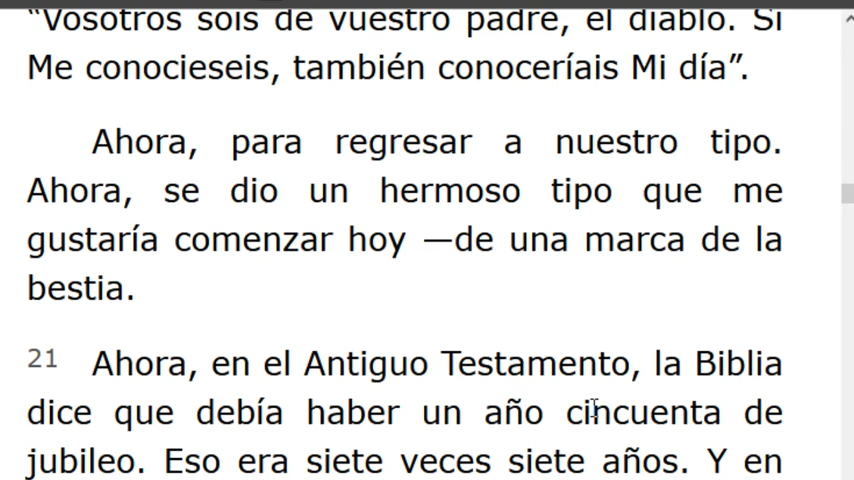 “Vosotros sois de vuestro padre, el diablo. Si
Me conocieseis, también conoceríais Mi día”.
Ahora, para regresar a nuestro tipo.
Ahora, se dio un hermoso tipo que me
gustaría comenzar hoy —de una marca de la
bestia.
21 Ahora, en el Antiguo Testamento, la Biblia
dice que debía haber un año cincuenta de
jubileo. Eso era siete veces siete años. Y en